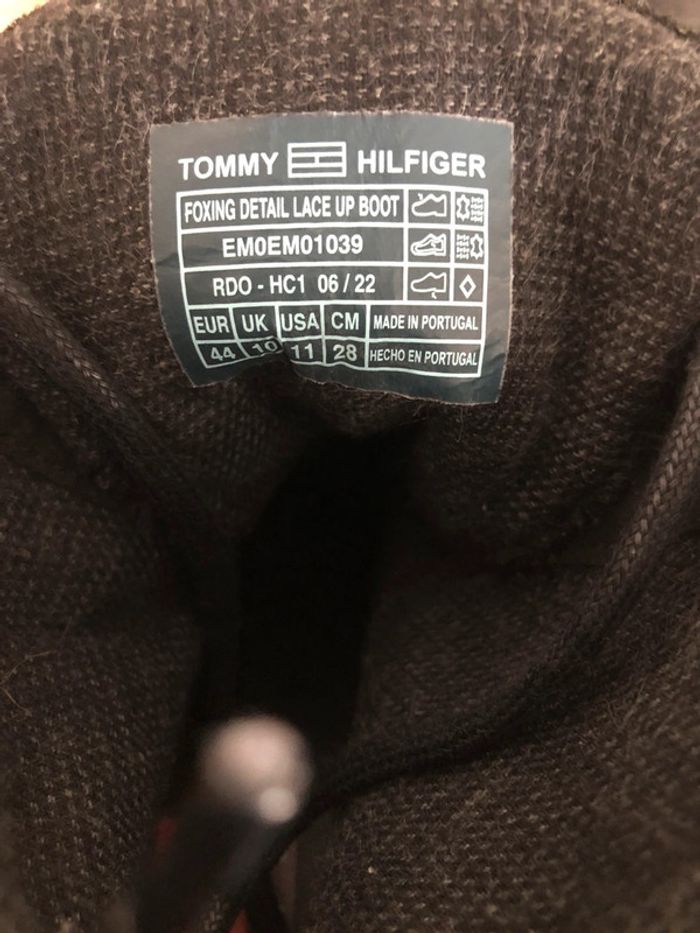 TOMMY HILFIGER
FOXING DETAIL LACE UP BOOT
EM0EM01039
RDO - HC1 06 / 22
EUR UK USA CM MADE IN PORTUGAL
44 10 11 28 HECHO EN PORTUGAL